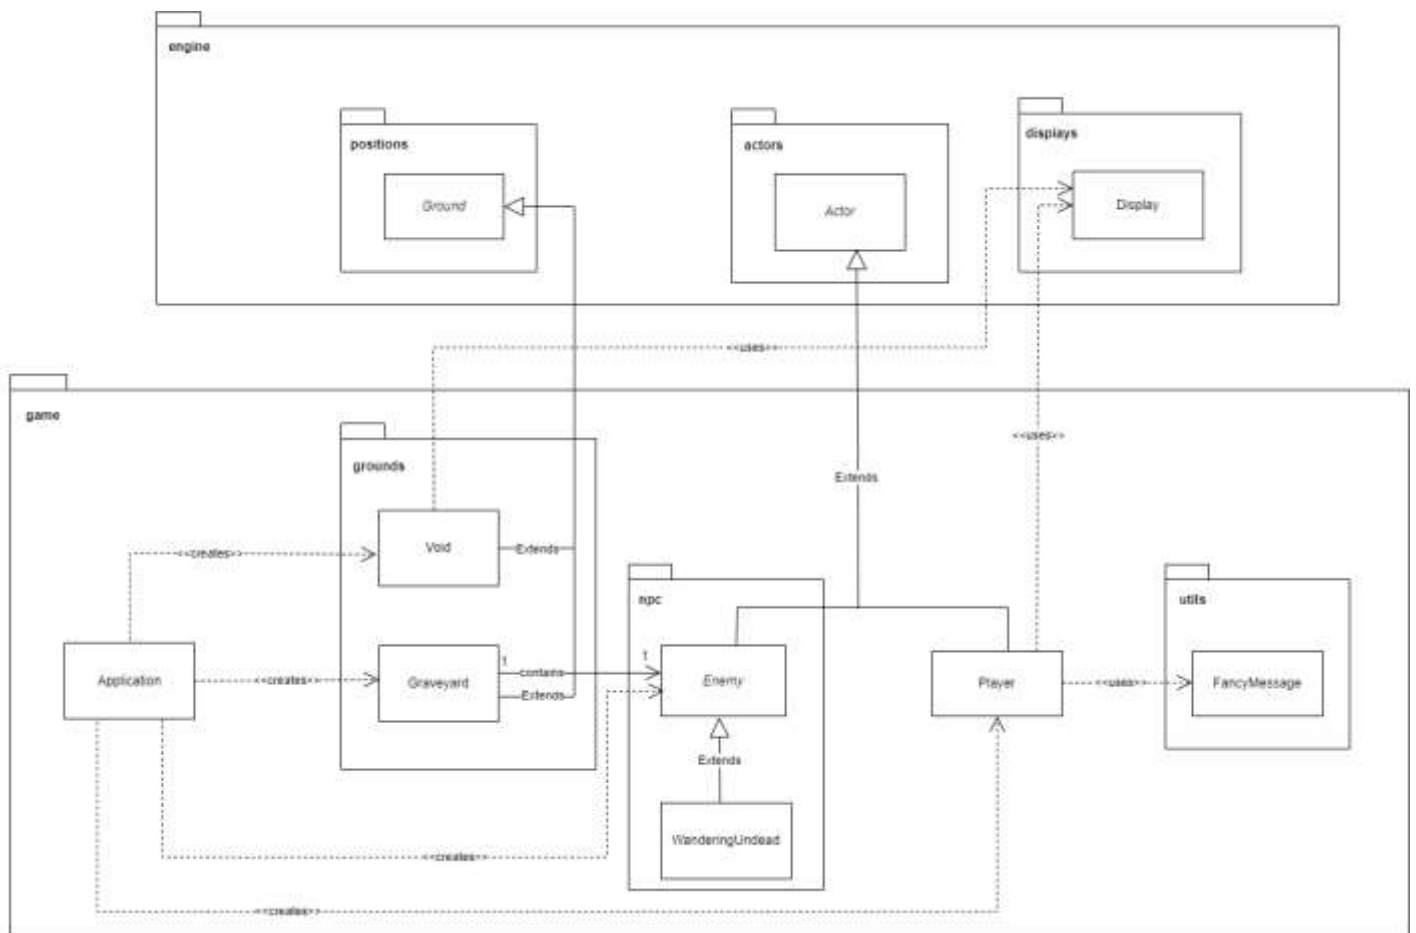 engine
positions
Ground
actors
Actor
displays
Display
<<uses>>
game
<<uses>>
grounds
Extends
Void
Extends
<<creates>>
npc
utils
Application
<<creates>>
Graveyard
1
contains
1
Extends
Enemy
Player
<<uses>>
FancyMessage
Extends
WanderingUndead
<<creates>>
<<creates>>